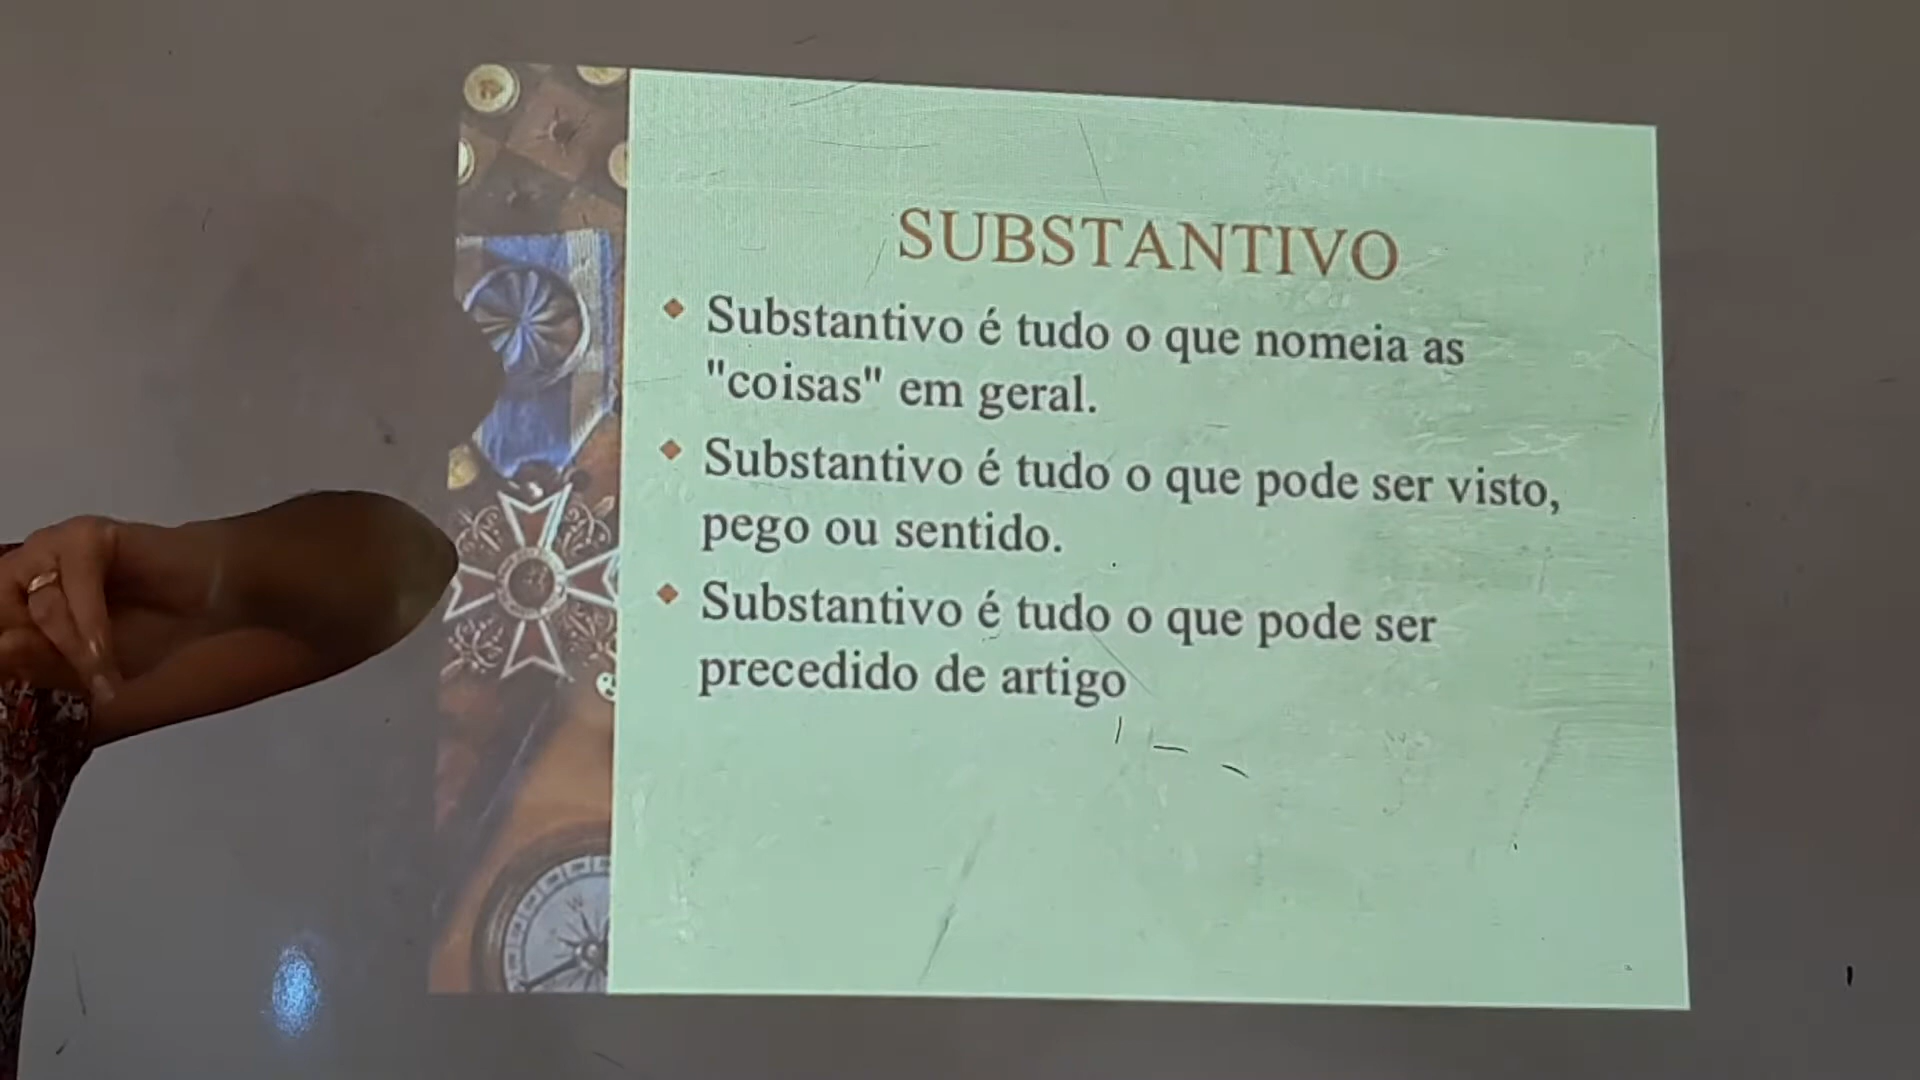 SUBSTANTIVO
Substantivo é tudo o que nomeia as
"coisas" em geral.
Substantivo é tudo o que pode ser visto,
pego ou sentido.
Substantivo é tudo o que pode ser
precedido de artigo